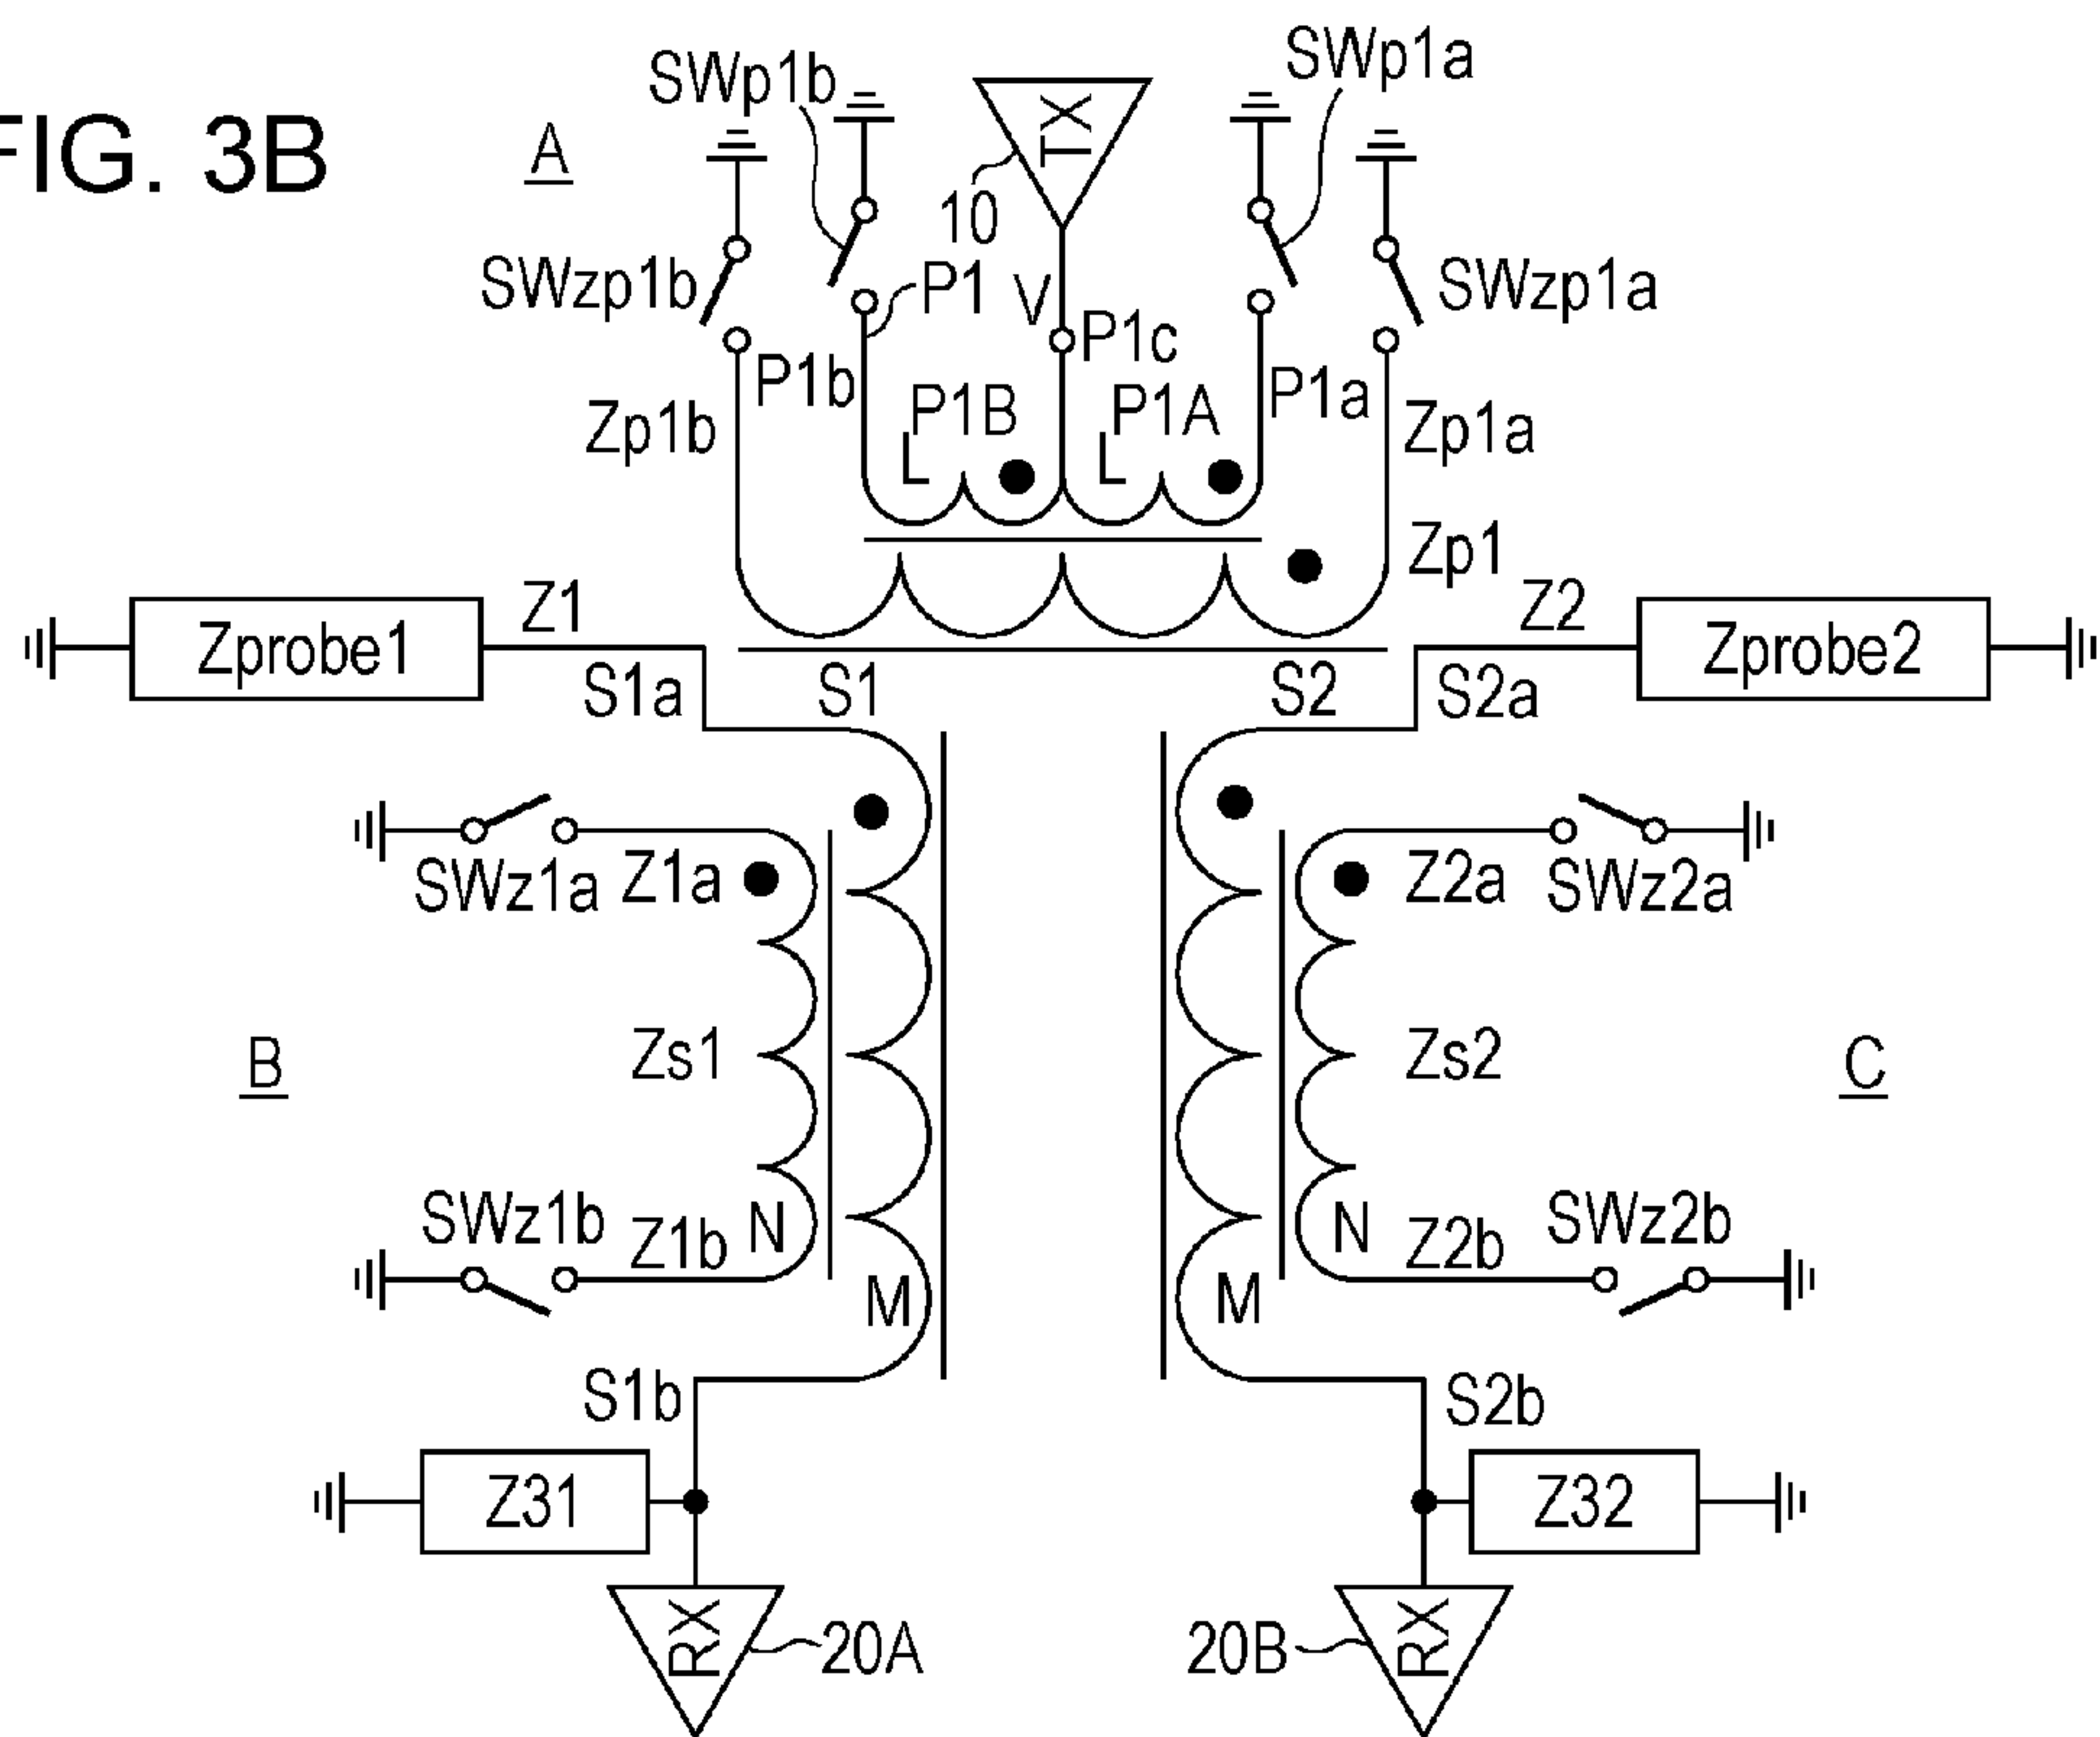 FIG. 3B
A
SWp1b
SWp1a
TX
10
SWzp1b
P1
V
P1c
SWzp1a
P1b
P1B
P1A
P1a
Zp1b
Zp1a
L
L
Zp1
Z1
Z2
Zprobe1
Zprobe2
S1a
S1
S2
S2a
SWz1a
Z1a
Z2a
SWz2a
B
Zs1
Zs2
C
SWz1b
Z1b
N
N
Z2b
SWz2b
M
M
S1b
S2b
Z31
Z32
RX
20A
20B
RX